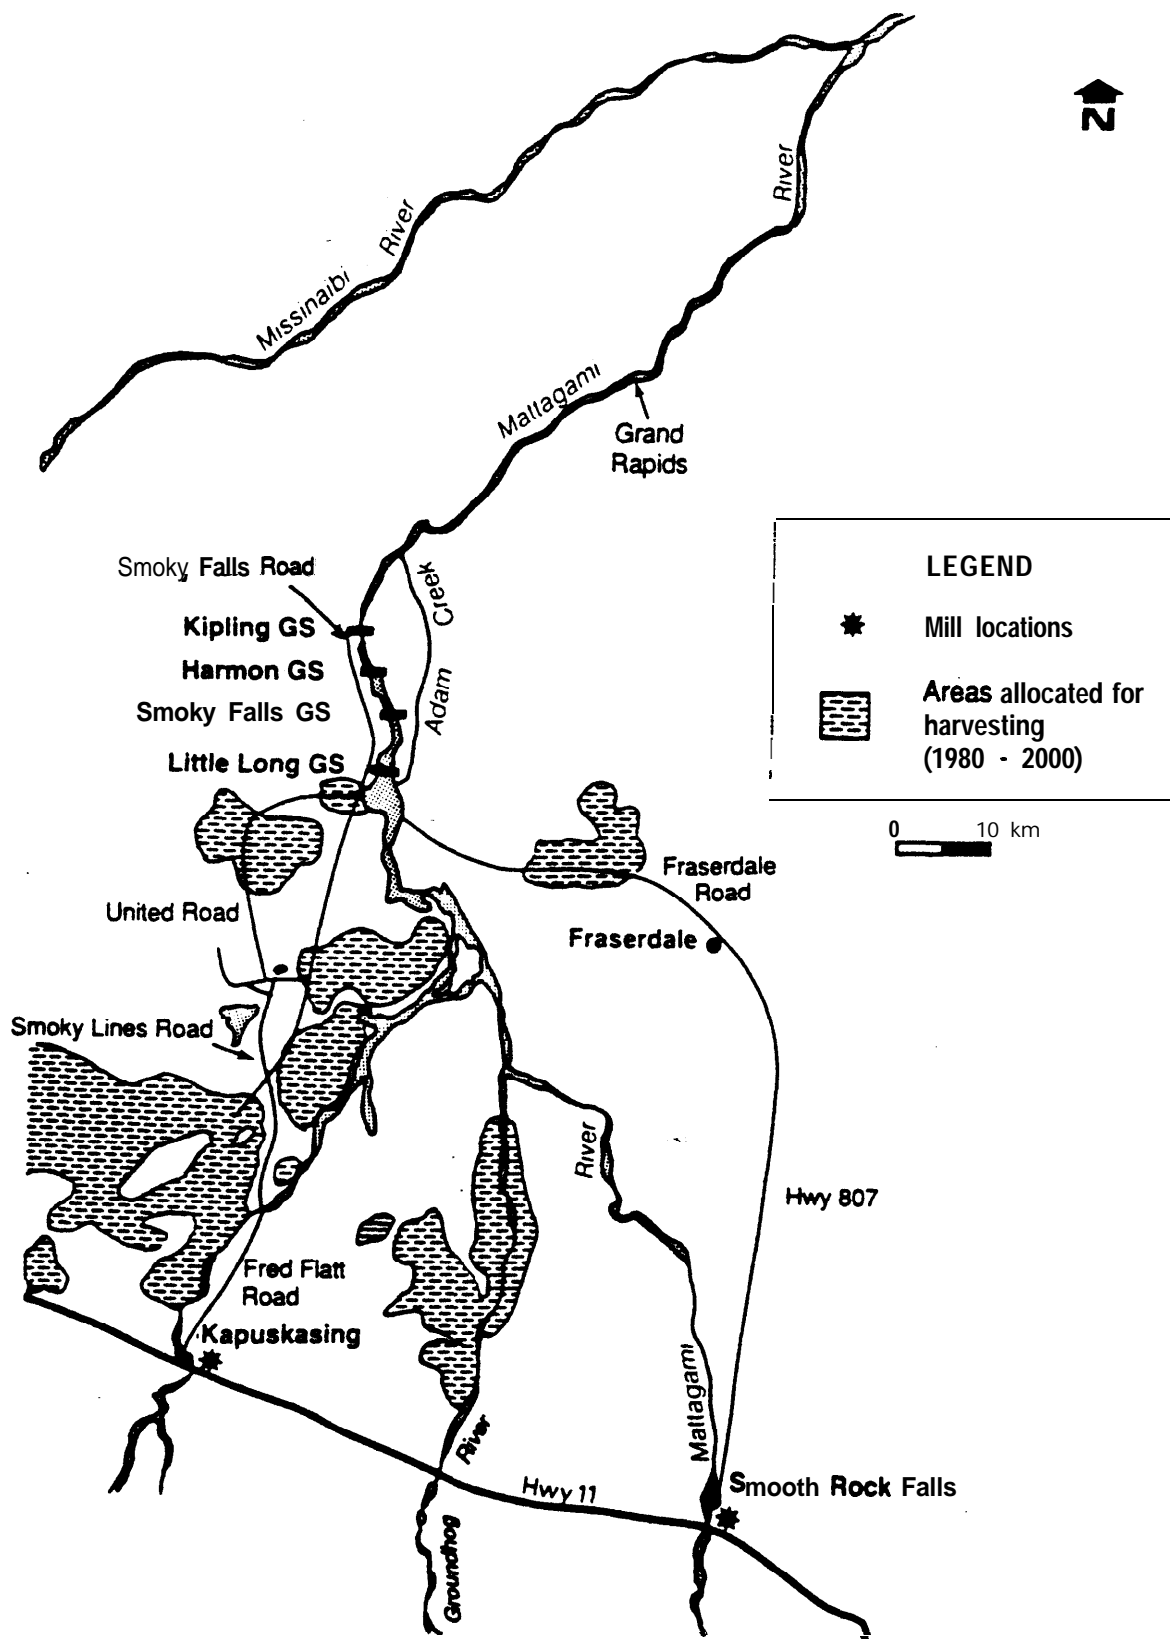 N
River
River
Missinaibi
Mattagami
Grand
Rapids
Smoky Falls Road
Creek
Kipling GS
Harmon GS
Adam
Smoky Falls GS
Little Long GS
LEGEND
Mill locations
Areas allocated for
harvesting
(1980 - 2000)
0 10 km
Fraserdale
Road
United Road
Fraserdale
Smoky Lines Road
River
Hwy 807
Fred Flatt
Road
Kapuskasing
Mattagami
River
Hwy 11
Smooth Rock Falls
Groundhog